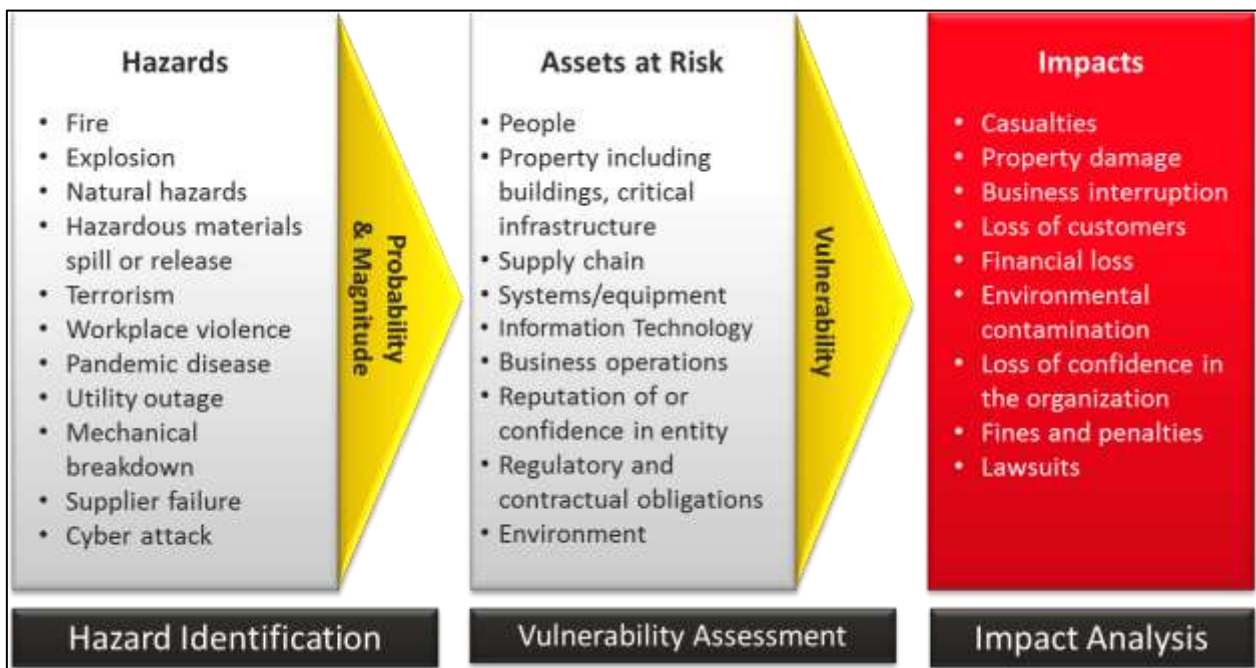 Hazards
• Fire
• Explosion
• Natural hazards
• Hazardous materials
spill or release
• Terrorism
• Workplace violence
• Pandemic disease
• Utility outage
• Mechanical
breakdown
• Supplier failure
• Cyber attack
Probability
& Magnitude
Assets at Risk
• People
• Property including
buildings, critical
infrastructure
• Supply chain
• Systems/equipment
• Information Technology
• Business operations
• Reputation of or
confidence in entity
• Regulatory and
contractual obligations
• Environment
Vulnerability
Impacts
• Casualties
• Property damage
• Business interruption
• Loss of customers
• Financial loss
• Environmental
contamination
• Loss of confidence in
the organization
• Fines and penalties
• Lawsuits
Hazard Identification
Vulnerability Assessment
Impact Analysis